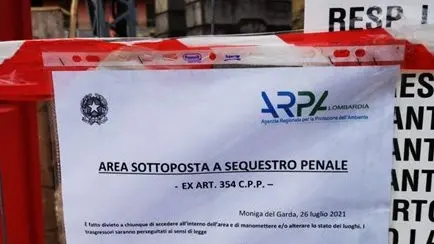 RESP. L
ARPA LOMBARDIA
Agenzia Regionale per la Protezione dell'Ambiente
AREA SOTTOPOSTA A SEQUESTRO PENALE
- EX ART. 354 C.P.P. –
Moniga del Garda, 26 luglio 2021
E fatto divieto a chiunque di accedere all'interno dell'area e di manomettere e/o alterare lo stato dei luoghi, i
trasgressori saranno perseguitati ai sensi di legge